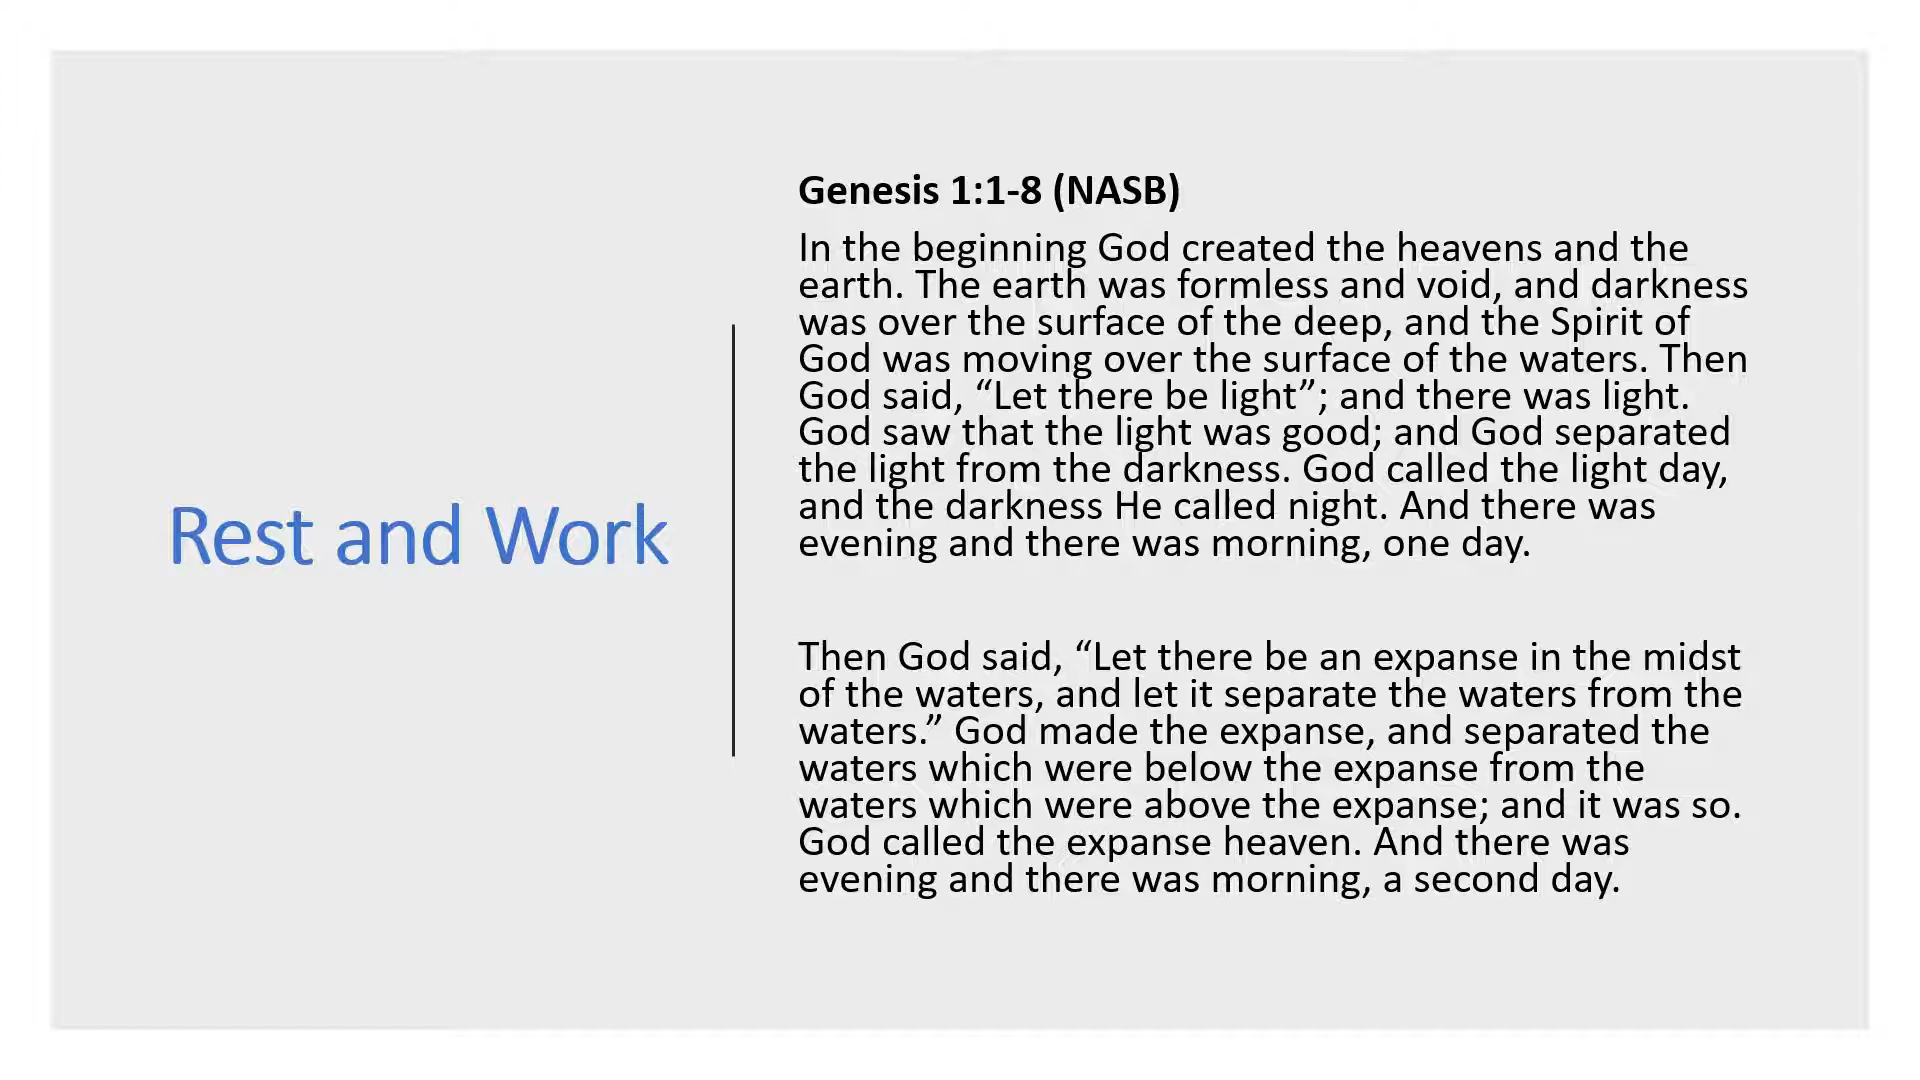 Rest and Work
Genesis 1:1-8 (NASB)
In the beginning God created the heavens and the
earth. The earth was formless and void, and darkness
was over the surface of the deep, and the Spirit of
God was moving over the surface of the waters. Then
God said, “Let there be light”; and there was light.
God saw that the light was good; and God separated
the light from the darkness. God called the light day,
and the darkness He called night. And there was
evening and there was morning, one day.
Then God said, “Let there be an expanse in the midst
of the waters, and let it separate the waters from the
waters.” God made the expanse, and separated the
waters which were below the expanse from the
waters which were above the expanse; and it was so.
God called the expanse heaven. And there was
evening and there was morning, a second day.